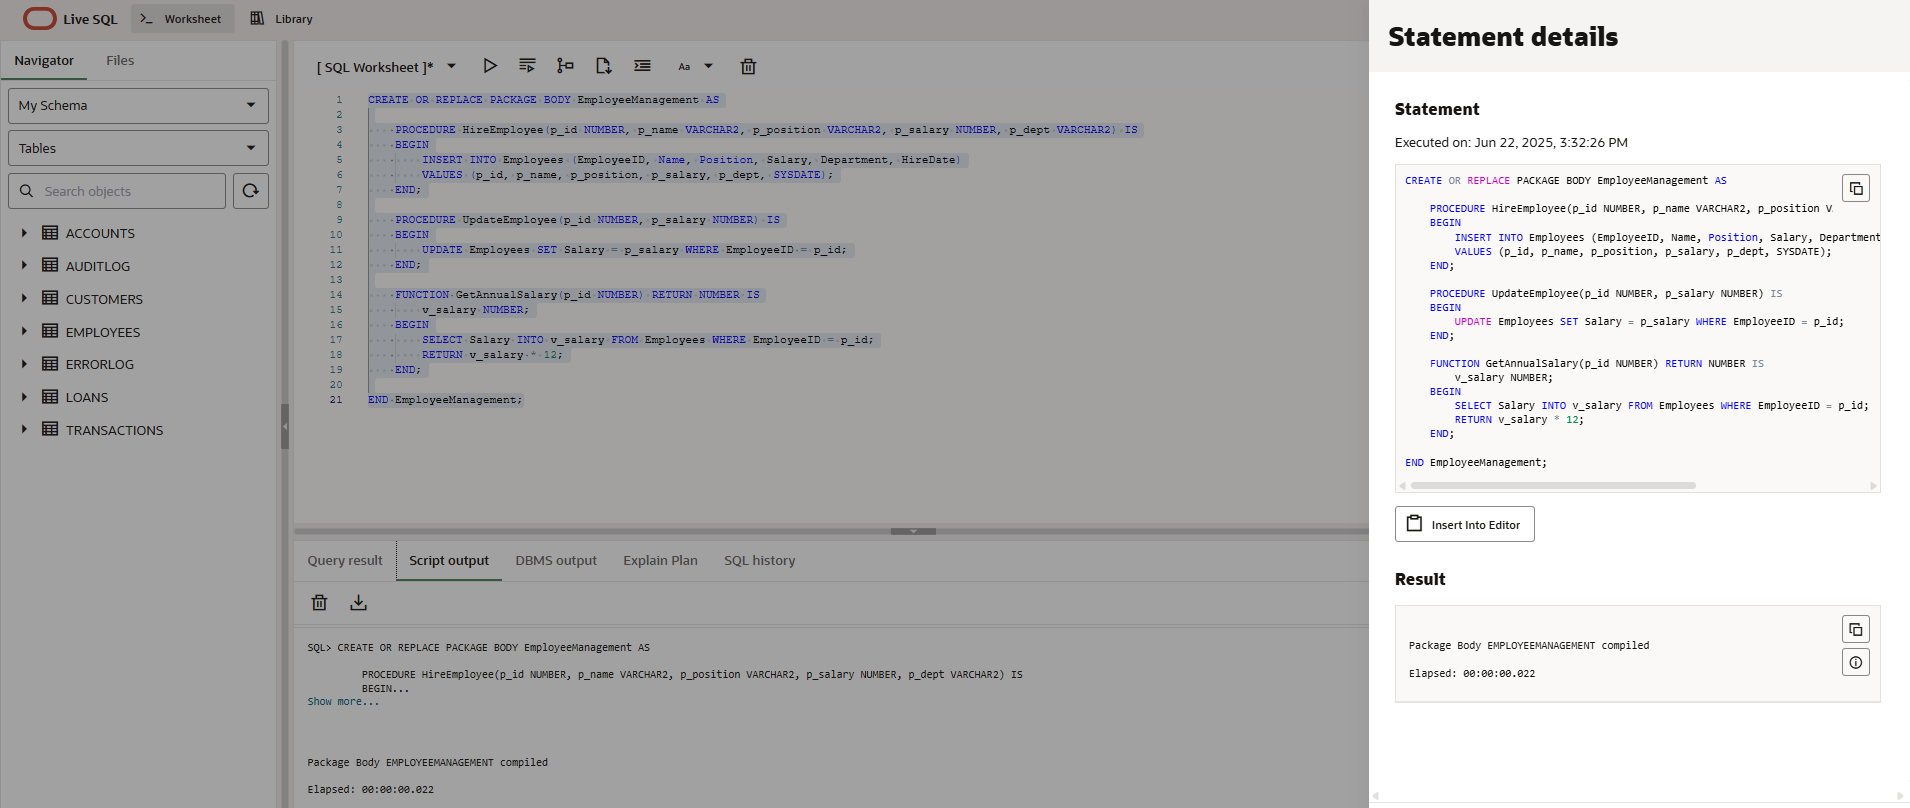 Live SQL
Worksheet
Library
Navigator
Files
My Schema
Tables
Search objects
ACCOUNTS
AUDITLOG
CUSTOMERS
EMPLOYEES
ERRORLOG
LOANS
TRANSACTIONS
[ SQL Worksheet ]*
Aa
1 CREATE OR REPLACE PACKAGE BODY EmployeeManagement AS
2
3 PROCEDURE HireEmployee(p_id NUMBER, p_name VARCHAR2, p_position VARCHAR2, p_salary NUMBER, p_dept VARCHAR2) IS
4 BEGIN
5 INSERT INTO Employees (EmployeeID, Name, Position, Salary, Department, HireDate)
6 VALUES (p_id, p_name, p_position, p_salary, p_dept, SYSDATE);
7 END;
8
9 PROCEDURE UpdateEmployee(p_id NUMBER, p_salary NUMBER) IS
10 BEGIN
11 UPDATE Employees SET Salary = p_salary WHERE EmployeeID = p_id;
12 END;
13
14 FUNCTION GetAnnualSalary(p_id NUMBER) RETURN NUMBER IS
15 v_salary NUMBER;
16 BEGIN
17 SELECT Salary INTO v_salary FROM Employees WHERE EmployeeID = p_id;
18 RETURN v_salary * 12;
19 END;
20
21 END EmployeeManagement;
Query result
Script output
DBMS output
Explain Plan
SQL history
SQL> CREATE OR REPLACE PACKAGE BODY EmployeeManagement AS
PROCEDURE HireEmployee(p_id NUMBER, p_name VARCHAR2, p_position VARCHAR2, p_salary NUMBER, p_dept VARCHAR2) IS
BEGIN...
Show more...
Package Body EMPLOYEEMANAGEMENT compiled
Elapsed: 00:00:00.022
Statement details
Statement
Executed on: Jun 22, 2025, 3:32:26 PM
CREATE OR REPLACE PACKAGE BODY EmployeeManagement AS
PROCEDURE HireEmployee(p_id NUMBER, p_name VARCHAR2, p_position V
BEGIN
INSERT INTO Employees (EmployeeID, Name, Position, Salary, Department
VALUES (p_id, p_name, p_position, p_salary, p_dept, SYSDATE);
END;
PROCEDURE UpdateEmployee(p_id NUMBER, p_salary NUMBER) IS
BEGIN
UPDATE Employees SET Salary = p_salary WHERE EmployeeID = p_id;
END;
FUNCTION GetAnnualSalary(p_id NUMBER) RETURN NUMBER IS
v_salary NUMBER;
BEGIN
SELECT Salary INTO v_salary FROM Employees WHERE EmployeeID = p_id;
RETURN v_salary * 12;
END;
END EmployeeManagement;
Insert Into Editor
Result
Package Body EMPLOYEEMANAGEMENT compiled
Elapsed: 00:00:00.022